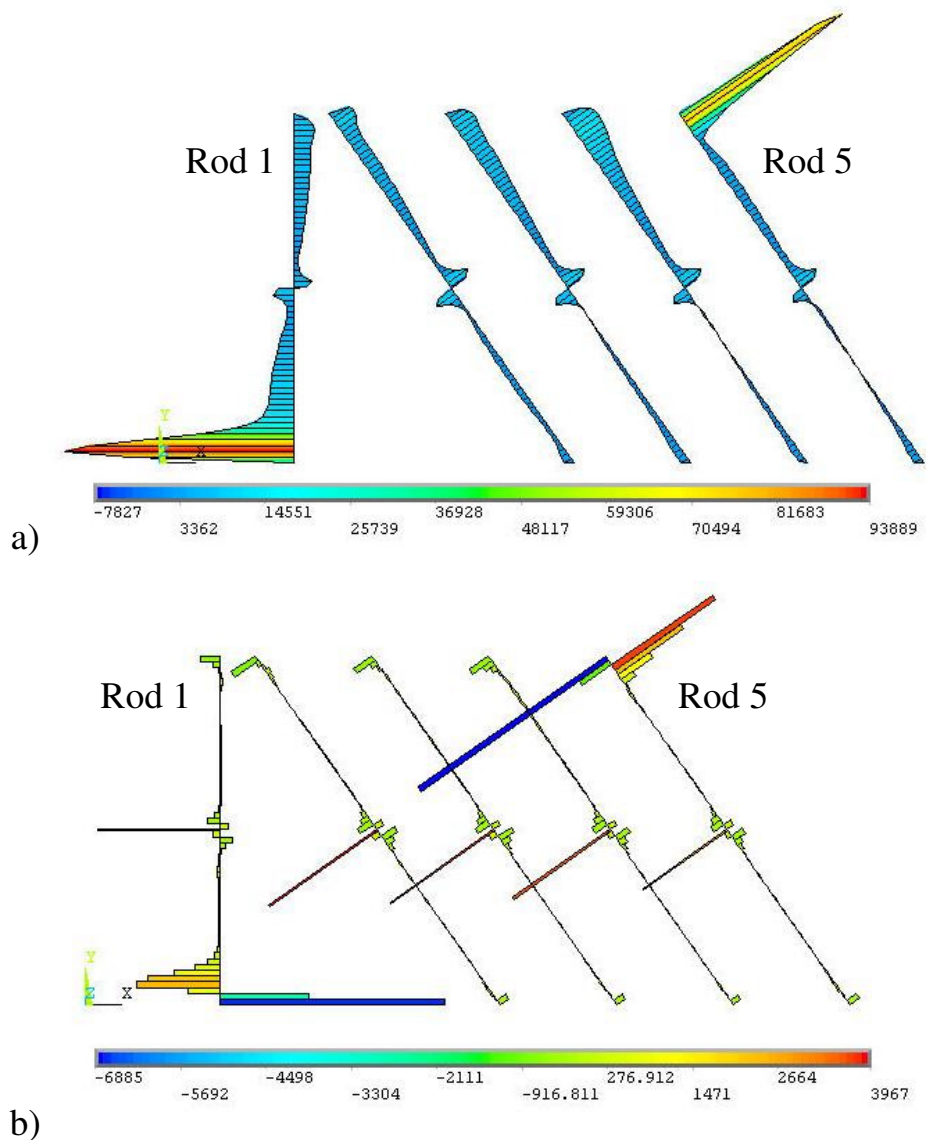 Rod 1
Rod 5
Y
Z X
-7827 14551 36928 59306 81683
3362 25739 48117 70494 93889
a)
Rod 1
Rod 5
Y
Z X
-6885 -4498 -2111 276.912 2664
-5692 -3304 -916.811 1471 3967
b)